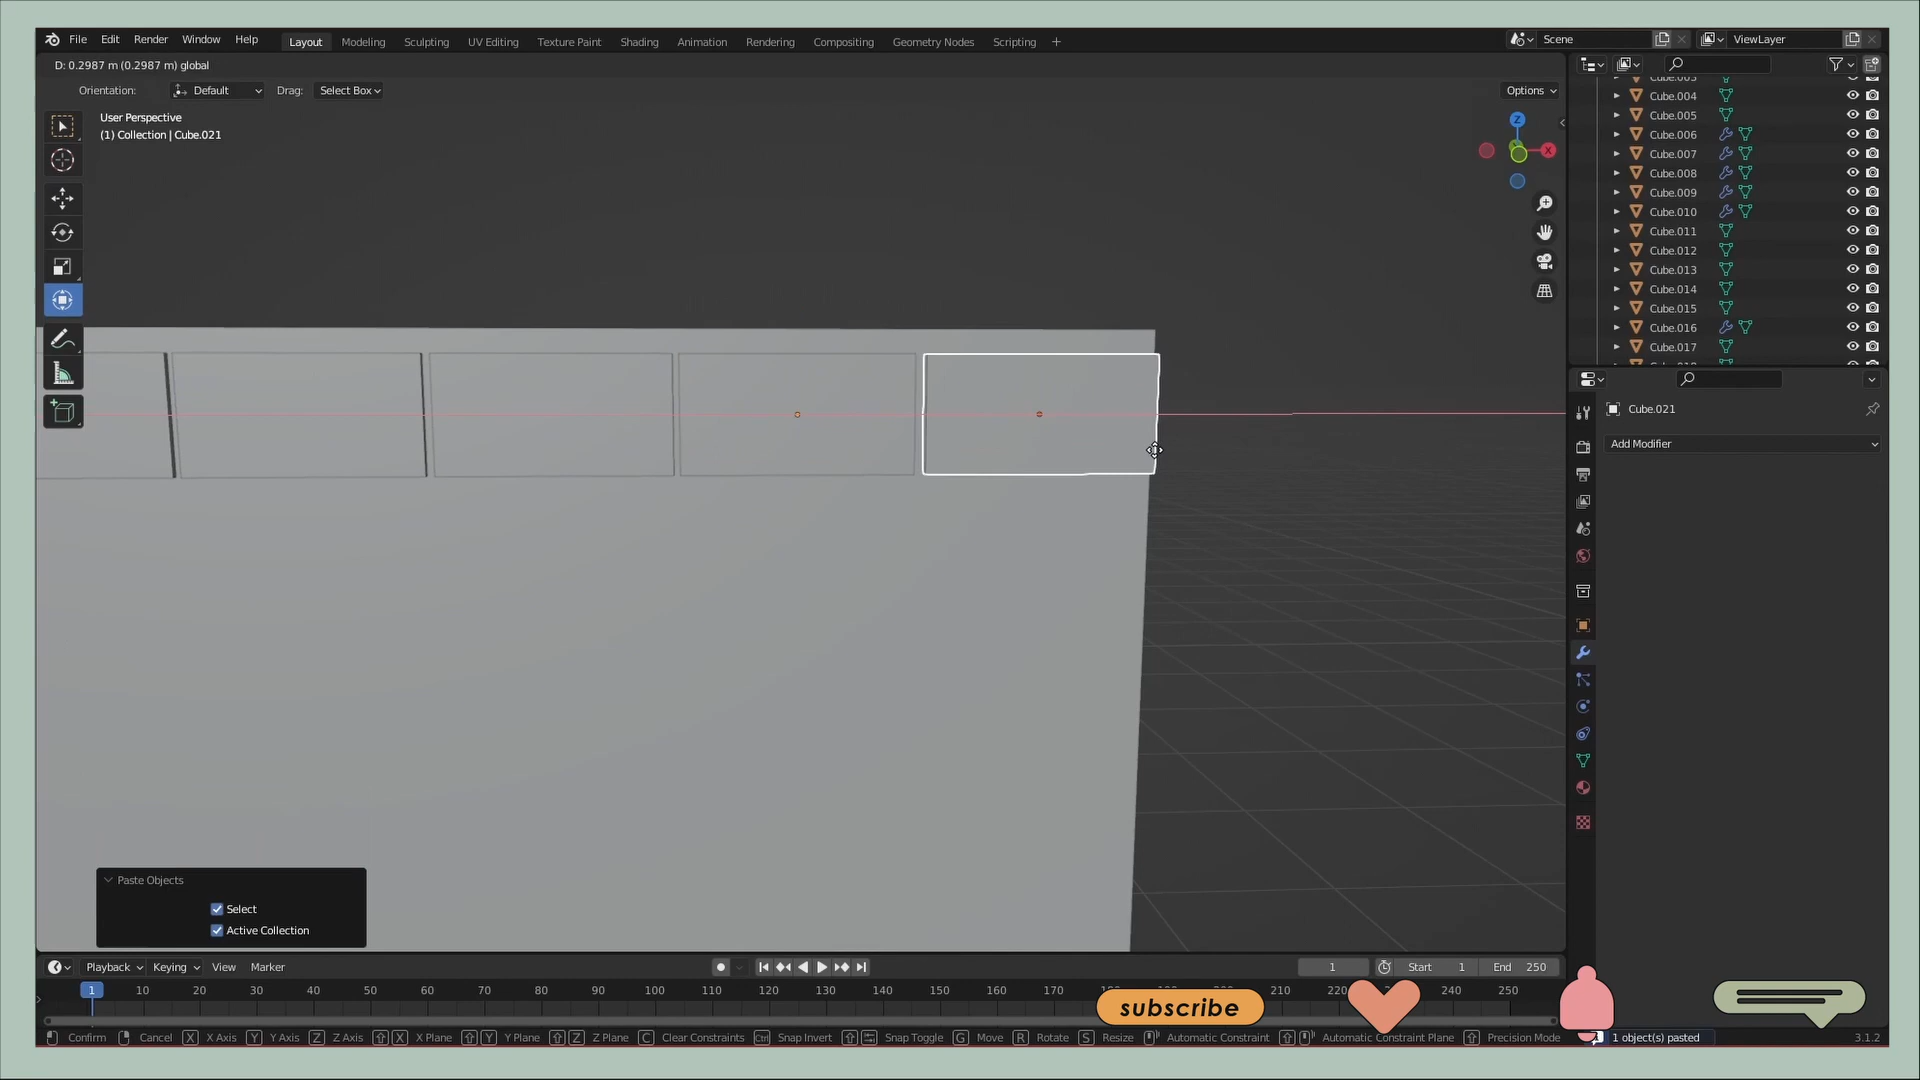 File Edit Render Window Help Layout Modeling Sculpting UV Editing Texture Paint Shading Animation Rendering Compositing Geometry Nodes Scripting + Scene ViewLayer
D: 0.2987 m (0.2987 m) global
Orientation: Default Drag: Select Box Options
User Perspective
(1) Collection | Cube.021
Z
X
Cube.004
Cube.005
Cube.006
Cube.007
Cube.008
Cube.009
Cube.010
Cube.011
Cube.012
Cube.013
Cube.014
Cube.015
Cube.016
Cube.017
Cube.021
Add Modifier
Paste Objects
Select
Active Collection
Playback Keying View Marker 1 Start 1 End 250
1 10 20 30 40 50 60 70 80 90 100 110 120 130 140 150 160 170 180 190 200 210 220 240 250
subscribe
Confirm Cancel X X Axis Y Y Axis Z Z Axis X X Plane Y Y Plane Z Z Plane C Clear Constraints Ctrl Snap Invert Snap Toggle G Move R Rotate S Resize Automatic Constraint Automatic Constraint Plane Precision Mode 1 object(s) pasted 3.1.2